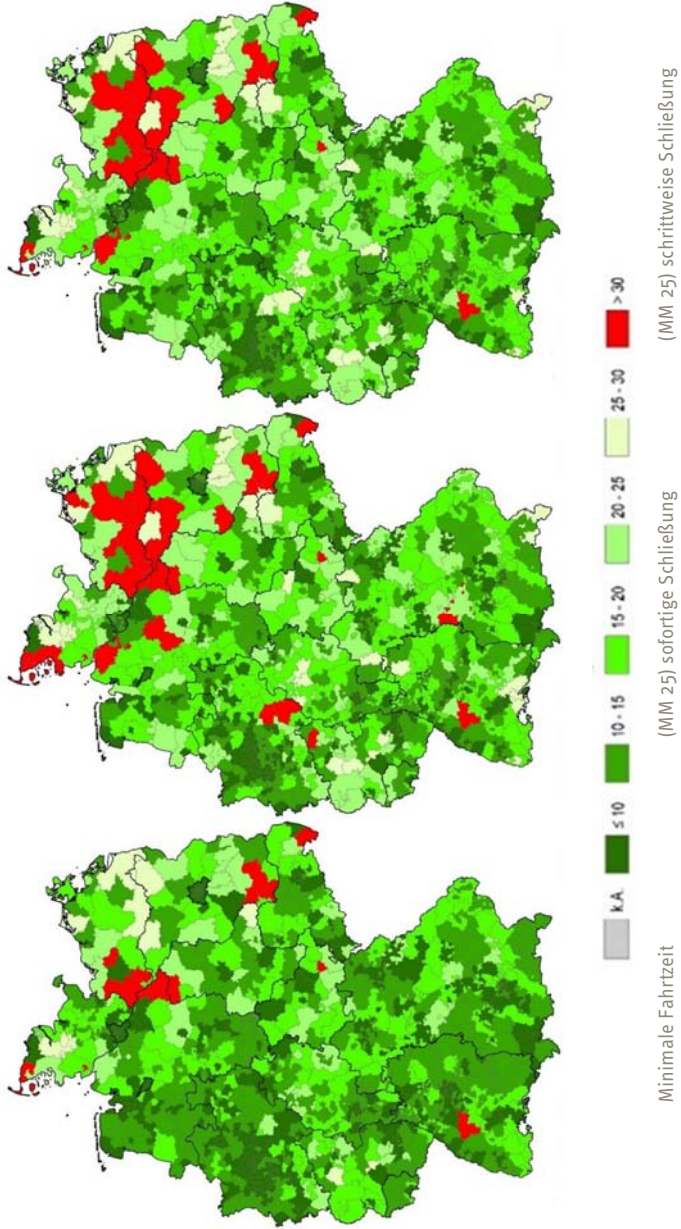 Minimale Fahrtzeit
(MM 25) sofortige Schließung
(MM 25) schrittweise Schließung
k.A.
≤ 10
10 - 15
15 - 20
20 - 25
25 - 30
> 30